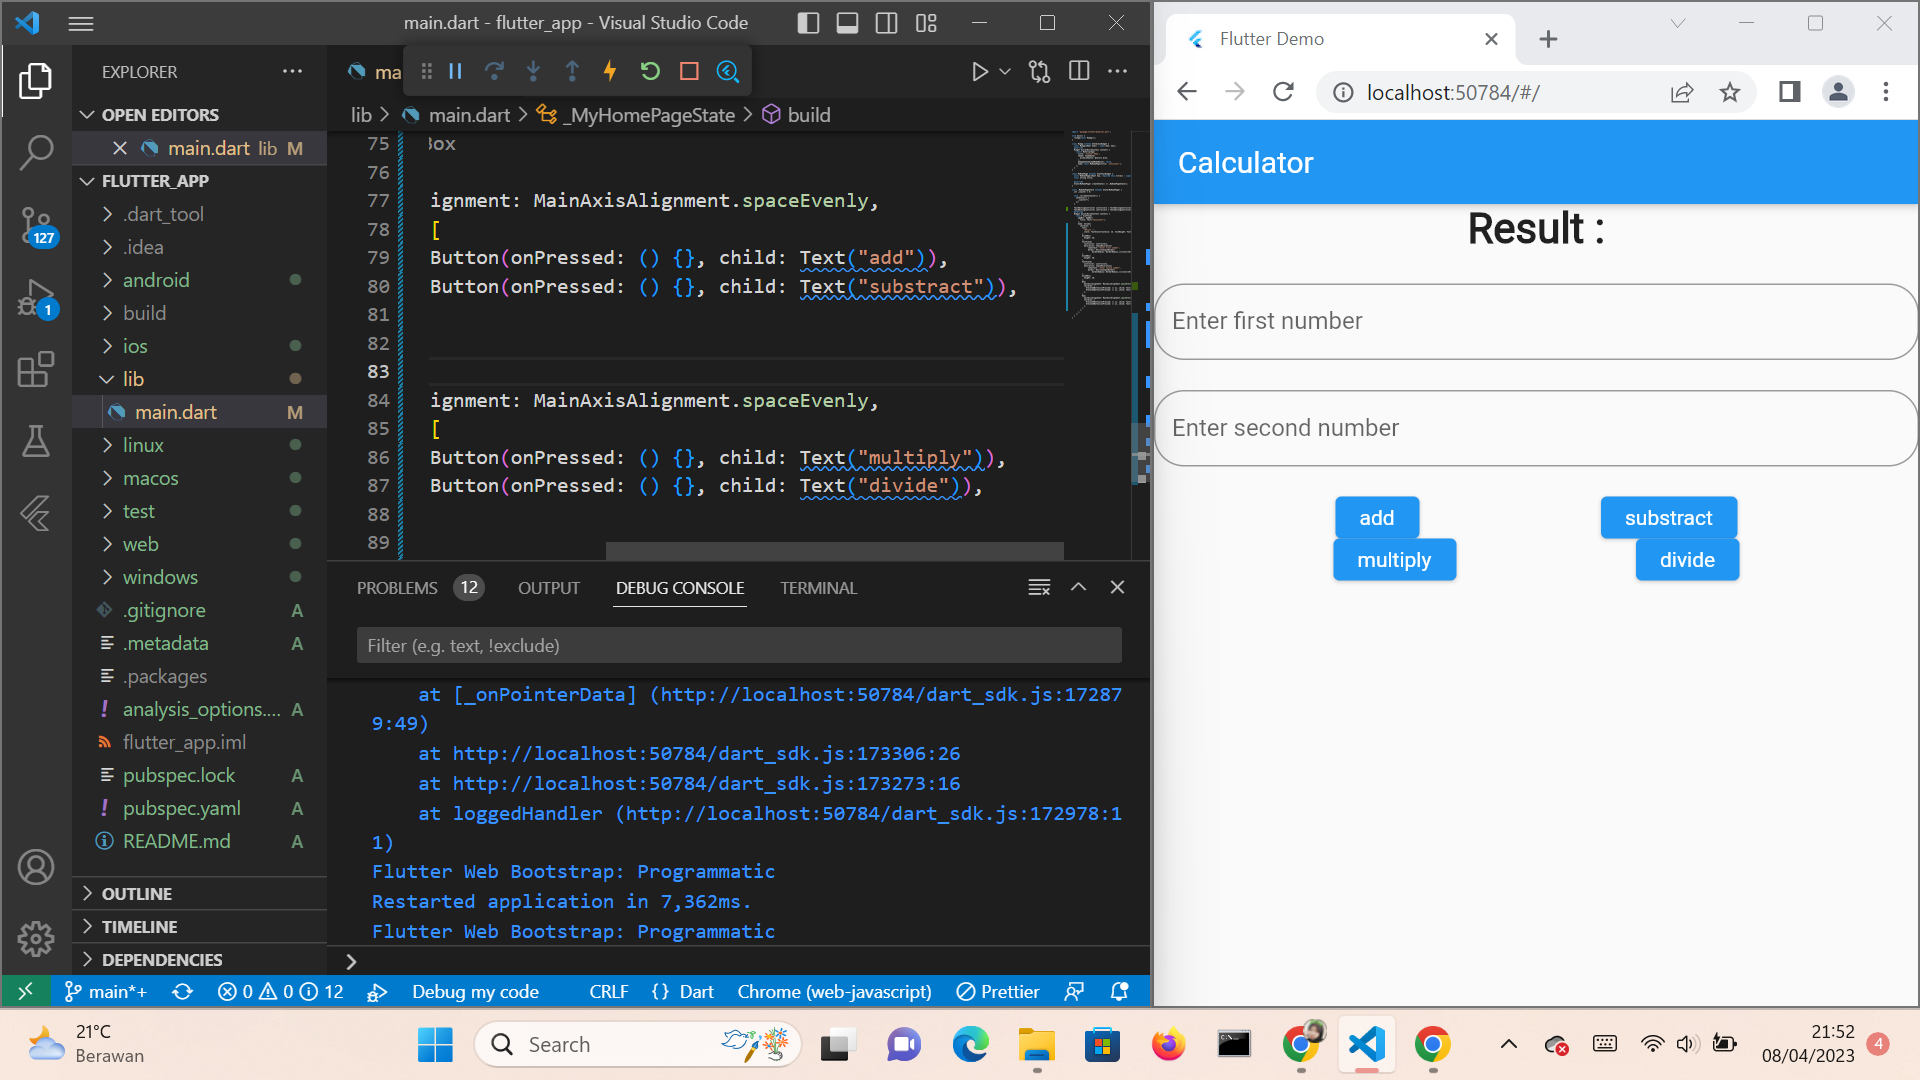 main.dart - flutter_app - Visual Studio Code
EXPLORER
OPEN EDITORS
main.dart lib M
FLUTTER_APP
.dart_tool
.idea
android
build
ios
lib
main.dart M
linux
macos
test
web
windows
.gitignore A
.metadata A
.packages
analysis_options.... A
flutter_app.iml
pubspec.lock A
pubspec.yaml A
README.md A
OUTLINE
TIMELINE
DEPENDENCIES
127
1
ma
lib > main.dart > _MyHomePageState > build
75 Box
76
77 ignment: MainAxisAlignment.spaceEvenly,
78 [
79 Button(onPressed: () {}, child: Text("add")),
80 Button(onPressed: () {}, child: Text("substract")),
81
82
83
84 ignment: MainAxisAlignment.spaceEvenly,
85 [
86 Button(onPressed: () {}, child: Text("multiply")),
87 Button(onPressed: () {}, child: Text("divide")),
88
89
PROBLEMS 12 OUTPUT DEBUG CONSOLE TERMINAL
Filter (e.g. text, !exclude)
at [_onPointerData] (http://localhost:50784/dart_sdk.js:17287
9:49)
at http://localhost:50784/dart_sdk.js:173306:26
at http://localhost:50784/dart_sdk.js:173273:16
at loggedHandler (http://localhost:50784/dart_sdk.js:172978:1
1)
Flutter Web Bootstrap: Programmatic
Restarted application in 7,362ms.
Flutter Web Bootstrap: Programmatic
>
main*+ 0 0 12 Debug my code CRLF {} Dart Chrome (web-javascript) Prettier
Flutter Demo
localhost:50784/#/
Calculator
Result :
Enter first number
Enter second number
add substract
multiply divide
21°C
Berawan
Search
21:52
08/04/2023
4